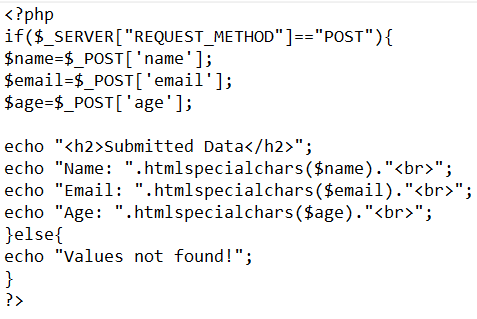 <?php
if($_SERVER["REQUEST_METHOD"]=="POST"){
$name=$_POST['name'];
$email=$_POST['email'];
$age=$_POST['age'];

echo "<h2>Submitted Data</h2>";
echo "Name: ".htmlspecialchars($name)."<br>";
echo "Email: ".htmlspecialchars($email)."<br>";
echo "Age: ".htmlspecialchars($age)."<br>";
}else{
echo "Values not found!";
}
?>